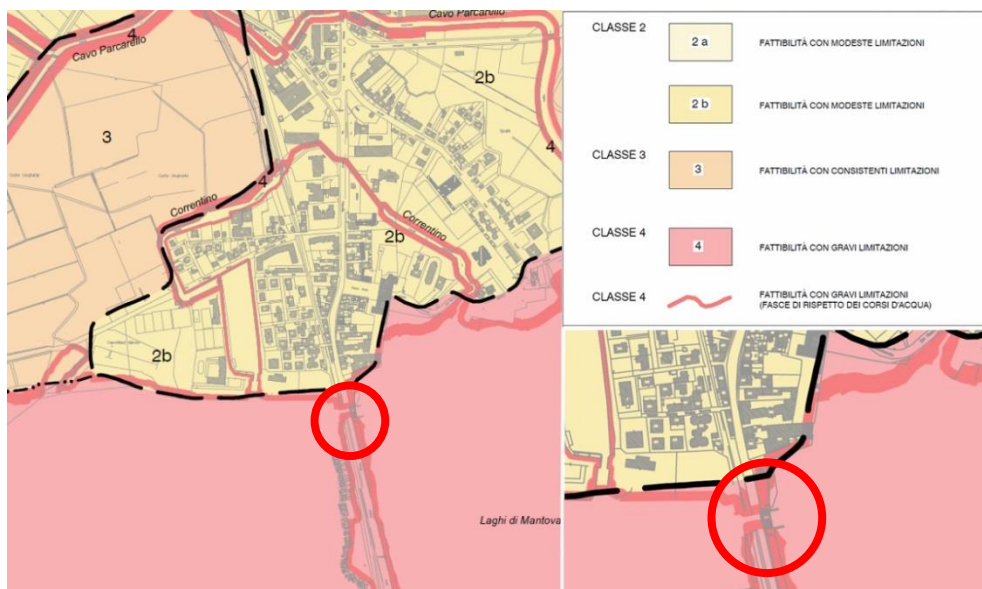 Cavo Parcarello
4
Cavo Parcarello
2b
3
4
4
Correntino
Correntino
2b
2b
Laghi di Mantova
CLASSE 2
2 a
FATTIBILITÀ CON MODESTE LIMITAZIONI
2 b
FATTIBILITÀ CON MODESTE LIMITAZIONI
CLASSE 3
3
FATTIBILITÀ CON CONSISTENTI LIMITAZIONI
CLASSE 4
4
FATTIBILITÀ CON GRAVI LIMITAZIONI
CLASSE 4
FATTIBILITÀ CON GRAVI LIMITAZIONI
(FASCE DI RISPETTO DEI CORSI D'ACQUA)